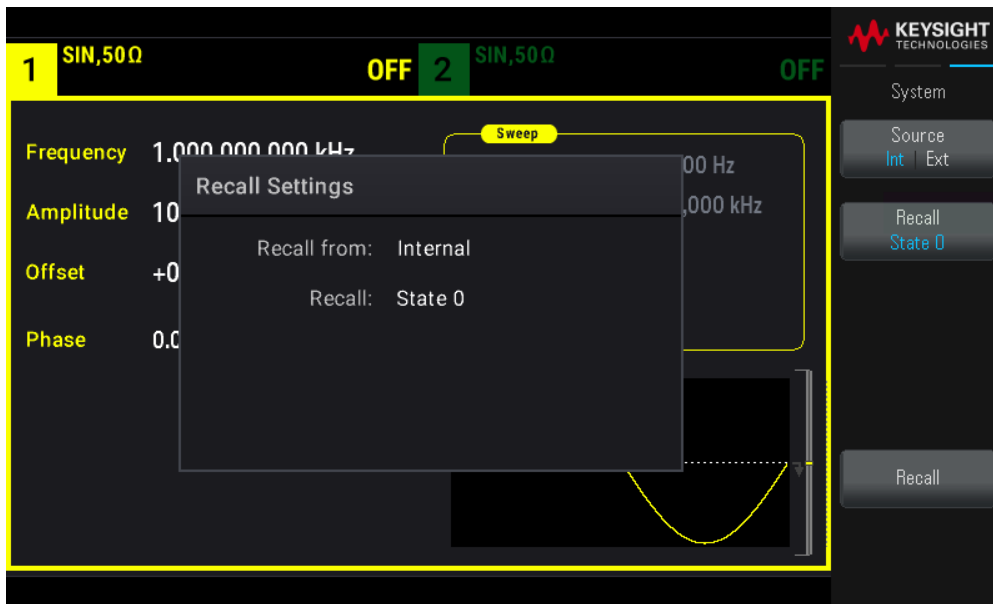 KEYSIGHT
TECHNOLOGIES
1 SIN,50Ω OFF 2 SIN,50Ω OFF
System
Source
Int | Ext
Recall
State 0
Recall
Frequency 1.000 000 000 kHz
Amplitude 10
Offset +0
Phase 0.0
Sweep
00 Hz
,000 kHz
Recall Settings
Recall from: Internal
Recall: State 0